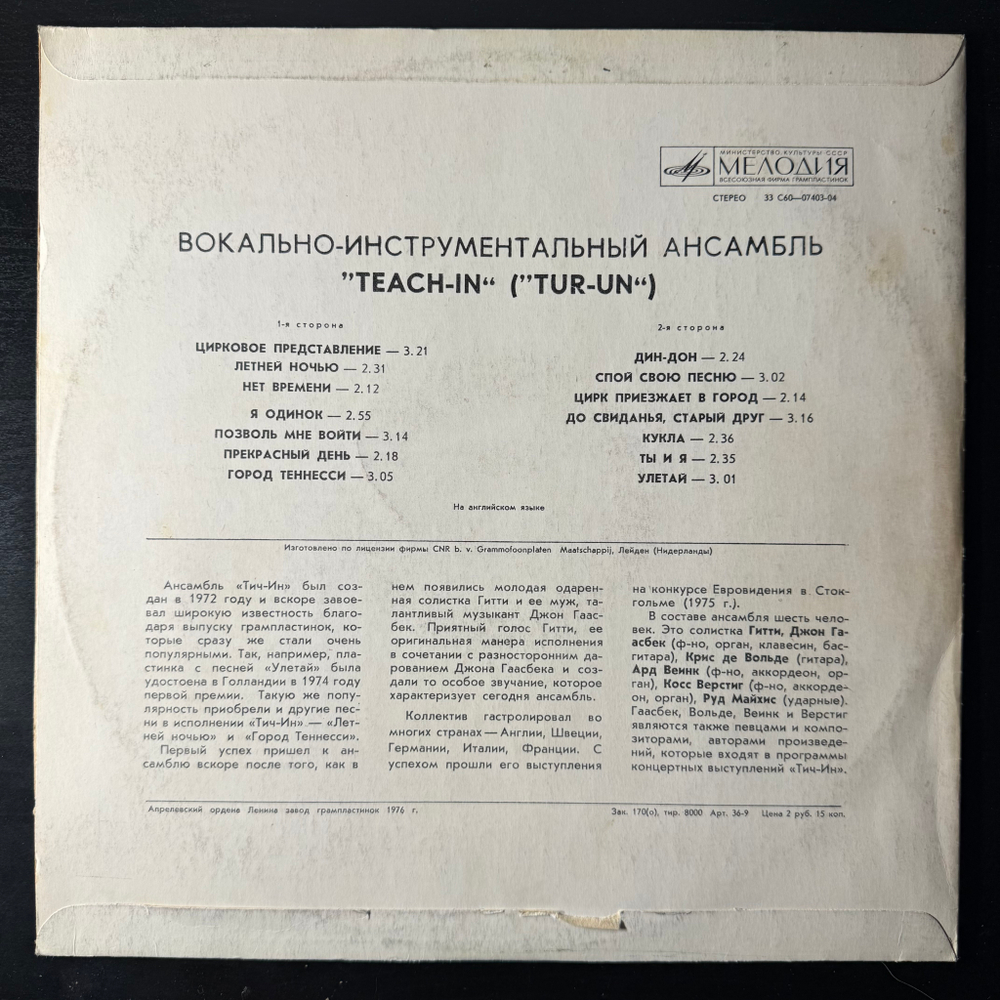 МИНИСТЕРСТВО КУЛЬТУРЫ СССР
МЕЛОДИЯ
ВСЕСОЮЗНАЯ ФИРМА ГРАМПЛАСТИНОК
СТЕРЕО 33 С60—07403-04
ВОКАЛЬНО-ИНСТРУМЕНТАЛЬНЫЙ АНСАМБЛЬ
”TEACH-IN“ (”TUR-UN“)
1-я сторона
ЦИРКОВОЕ ПРЕДСТАВЛЕНИЕ — 3.21
ЛЕТНЕЙ НОЧЬЮ — 2.31
НЕТ ВРЕМЕНИ — 2.12
Я ОДИНОК — 2.55
ПОЗВОЛЬ МНЕ ВОЙТИ — 3.14
ПРЕКРАСНЫЙ ДЕНЬ — 2.18
ГОРОД ТЕННЕССИ — 3.05
2-я сторона
ДИН-ДОН — 2.24
СПОЙ СВОЮ ПЕСНЮ — 3.02
ЦИРК ПРИЕЗЖАЕТ В ГОРОД — 2.14
ДО СВИДАНЬЯ, СТАРЫЙ ДРУГ — 3.16
КУКЛА — 2.36
ТЫ И Я — 2.35
УЛЕТАЙ — 3. 01
На английском языке
Изготовлено по лицензии фирмы CNR b. v. Grammofoonplaten Maatschappij, Лейден (Нидерланды)
Ансамбль «Тич-Ин» был соз-
дан в 1972 году и вскоре завое-
вал широкую известность благо-
даря выпуску грампластинок, ко-
торые сразу же стали очень
популярными. Так, например, пла-
стинка с песней «Улетай» была
удостоена в Голландии в 1974 году
первой премии. Такую же попу-
лярность приобрели и другие пес-
ни в исполнении «Тич-Ин» — «Лет-
ней ночью» и «Город Теннесси».
Первый успех пришел к ан-
самблю вскоре после того, как в
нем появились молодая одарен-
ная солистка Гитти и ее муж, та-
лантливый музыкант Джон Гаас-
бек. Приятный голос Гитти, ее
оригинальная манера исполнения
в сочетании с разносторонним да-
рованием Джона Гаасбека и соз-
дали то особое звучание, которое
характеризует сегодня ансамбль.
Коллектив гастролировал во
многих странах — Англии, Швеции,
Германии, Италии, Франции. С
успехом прошли его выступления
на конкурсе Евровидения в Сток-
гольме (1975 г.).
В составе ансамбля шесть чело-
век. Это солистка Гитти, Джон Га-
асбек (ф-но, орган, клавесин, бас-
гитара), Крис де Вольде (гитара),
Ард Веинк (ф-но, аккордеон, ор-
ган), Косс Верстиг (ф-но, аккорде-
он, орган), Руд Майхис (ударные).
Гаасбек, Вольде, Веинк и Верстиг
являются также певцами и компо-
зиторами, авторами произведе-
ний, которые входят в программы
концертных выступлений «Тич-Ин».
Апрелевский ордена Ленина завод грампластинок 1976 г.
Зак. 170(о), тир. 8000 Арт. 36-9 Цена 2 руб. 15 коп.